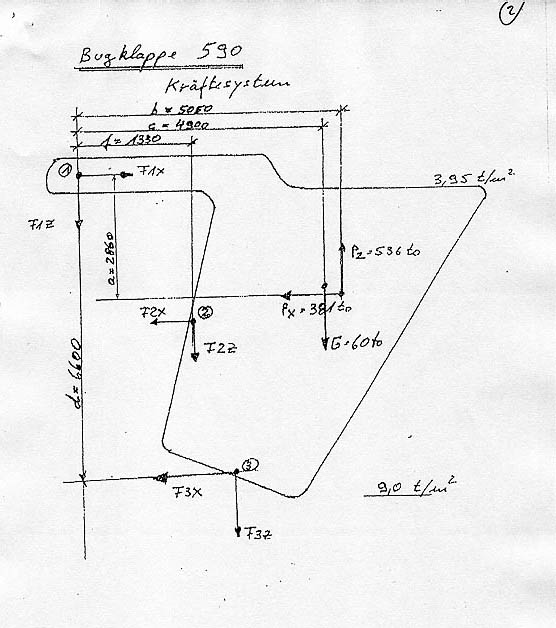 2
Bugklappe 590
Kräftesystem
b = 5080
c = 4900
f = 1330
1
F1X
3,95 t/m²
F1Z
a = 2860
Pz = 536 to
F2X
2
Px = 381 to
F2Z
G = 60 to
d = 6600
3
F3X
9,0 t/m²
F3Z